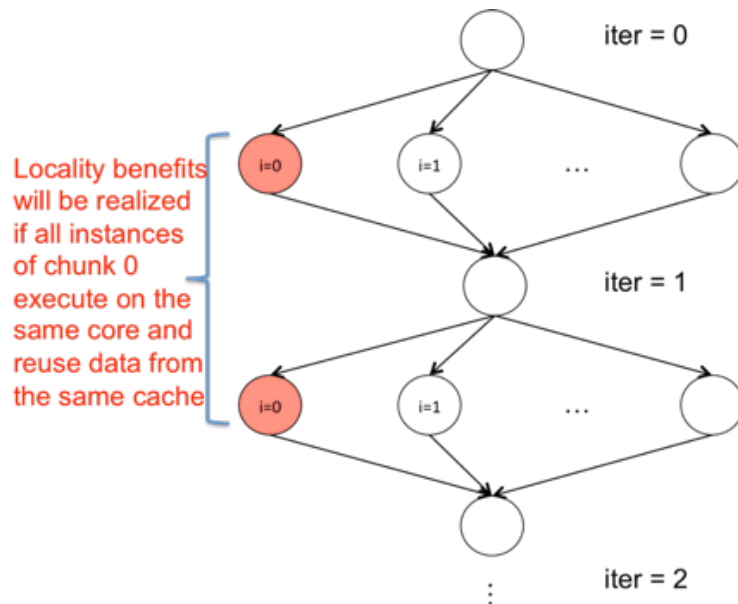 iter = 0
Locality benefits
will be realized
if all instances
of chunk 0
execute on the
same core and
reuse data from
the same cache
i=0
i=1
...
iter = 1
i=0
i=1
...
iter = 2
⋮